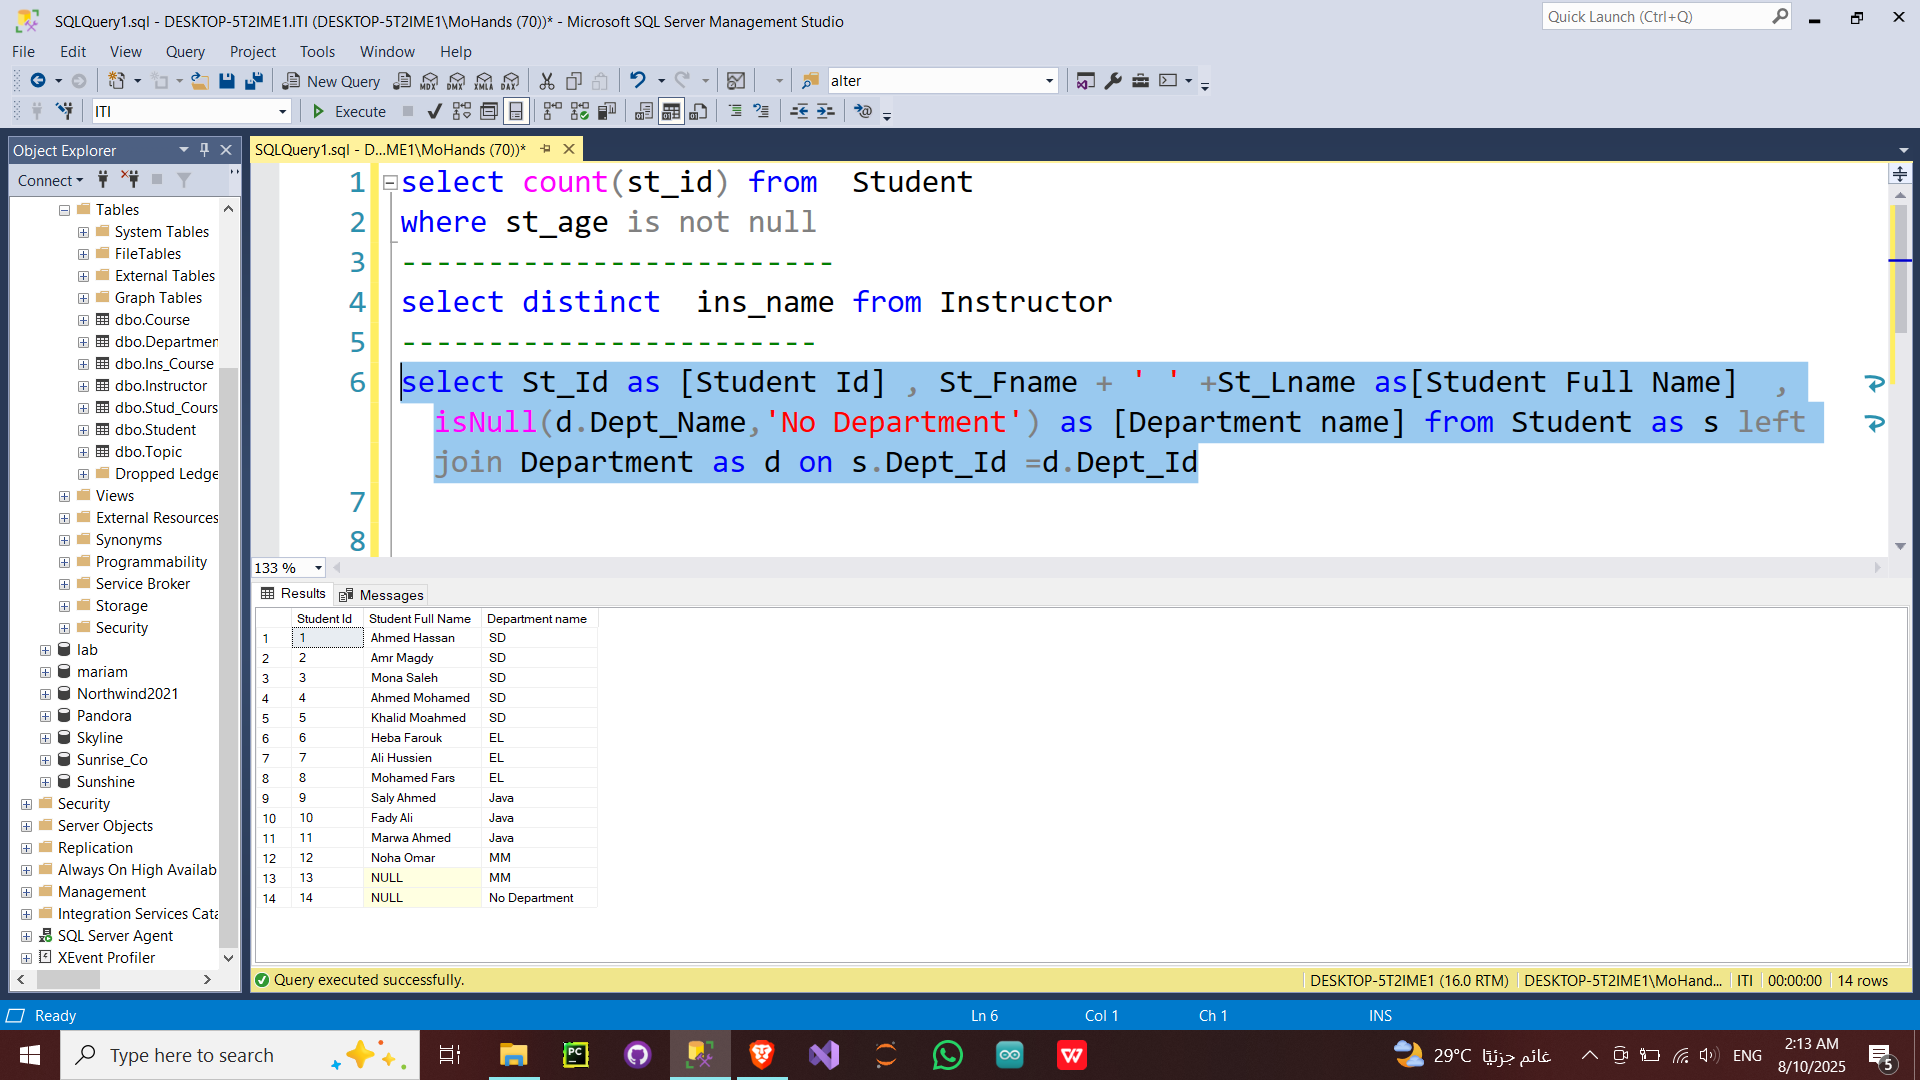 SQLQuery1.sql - DESKTOP-5T2IME1.ITI (DESKTOP-5T2IME1\MoHands (70))* - Microsoft SQL Server Management Studio
Quick Launch (Ctrl+Q)
File Edit View Query Project Tools Window Help
New Query
MDX DMX XMLA DAX
alter
ITI
Execute
Object Explorer
Connect
Tables
System Tables
FileTables
External Tables
Graph Tables
dbo.Course
dbo.Departmen
dbo.Ins_Course
dbo.Instructor
dbo.Stud_Cours
dbo.Student
dbo.Topic
Dropped Ledge
Views
External Resources
Synonyms
Programmability
Service Broker
Storage
Security
lab
mariam
Northwind2021
Pandora
Skyline
Sunrise_Co
Sunshine
Security
Server Objects
Replication
Always On High Availab
Management
Integration Services Cata
SQL Server Agent
XEvent Profiler
SQLQuery1.sql - D...ME1\MoHands (70))*
1 select count(st_id) from  Student
2 where st_age is not null
3 -------------------------
4 select distinct  ins_name from Instructor
5 ------------------------
6 select St_Id as [Student Id] , St_Fname + ' ' +St_Lname as[Student Full Name]  ,
isNull(d.Dept_Name,'No Department') as [Department name] from Student as s left
join Department as d on s.Dept_Id =d.Dept_Id
7
8
133 %
Results Messages
Student Id Student Full Name Department name
1 1 Ahmed Hassan SD
2 2 Amr Magdy SD
3 3 Mona Saleh SD
4 4 Ahmed Mohamed SD
5 5 Khalid Moahmed SD
6 6 Heba Farouk EL
7 7 Ali Hussien EL
8 8 Mohamed Fars EL
9 9 Saly Ahmed Java
10 10 Fady Ali Java
11 11 Marwa Ahmed Java
12 12 Noha Omar MM
13 13 NULL MM
14 14 NULL No Department
Query executed successfully.
DESKTOP-5T2IME1 (16.0 RTM) DESKTOP-5T2IME1\MoHand... ITI 00:00:00 14 rows
Ready
Ln 6 Col 1 Ch 1 INS
Type here to search
PC
W
29°C غائم جزئيًا
ENG
2:13 AM
8/10/2025
5